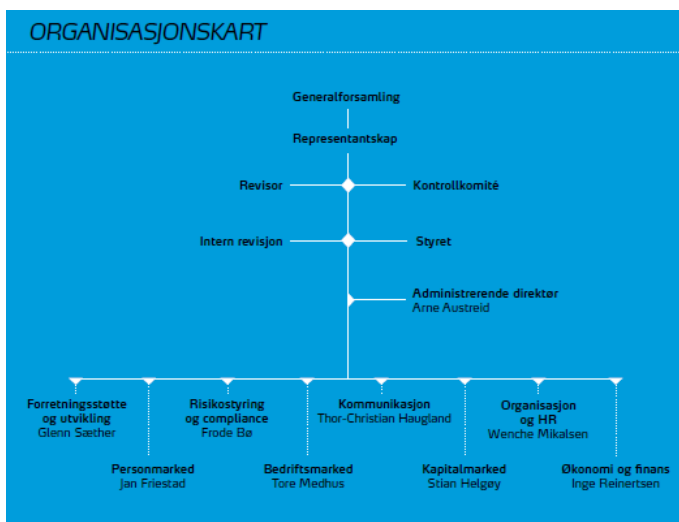 ORGANISASJONSKART
Generalforsamling
Representantskap
Revisor
Kontrollkomité
Intern revisjon
Styret
Administrerende direktør
Arne Austreid
Forretningsstøtte
og utvikling
Glenn Sæther
Personmarked
Jan Friestad
Risikostyring
og compliance
Frode Bø
Bedriftsmarked
Tore Medhus
Kommunikasjon
Thor-Christian Haugland
Kapitalmarked
Stian Helgøy
Organisasjon
og HR
Wenche Mikalsen
Økonomi og finans
Inge Reinertsen